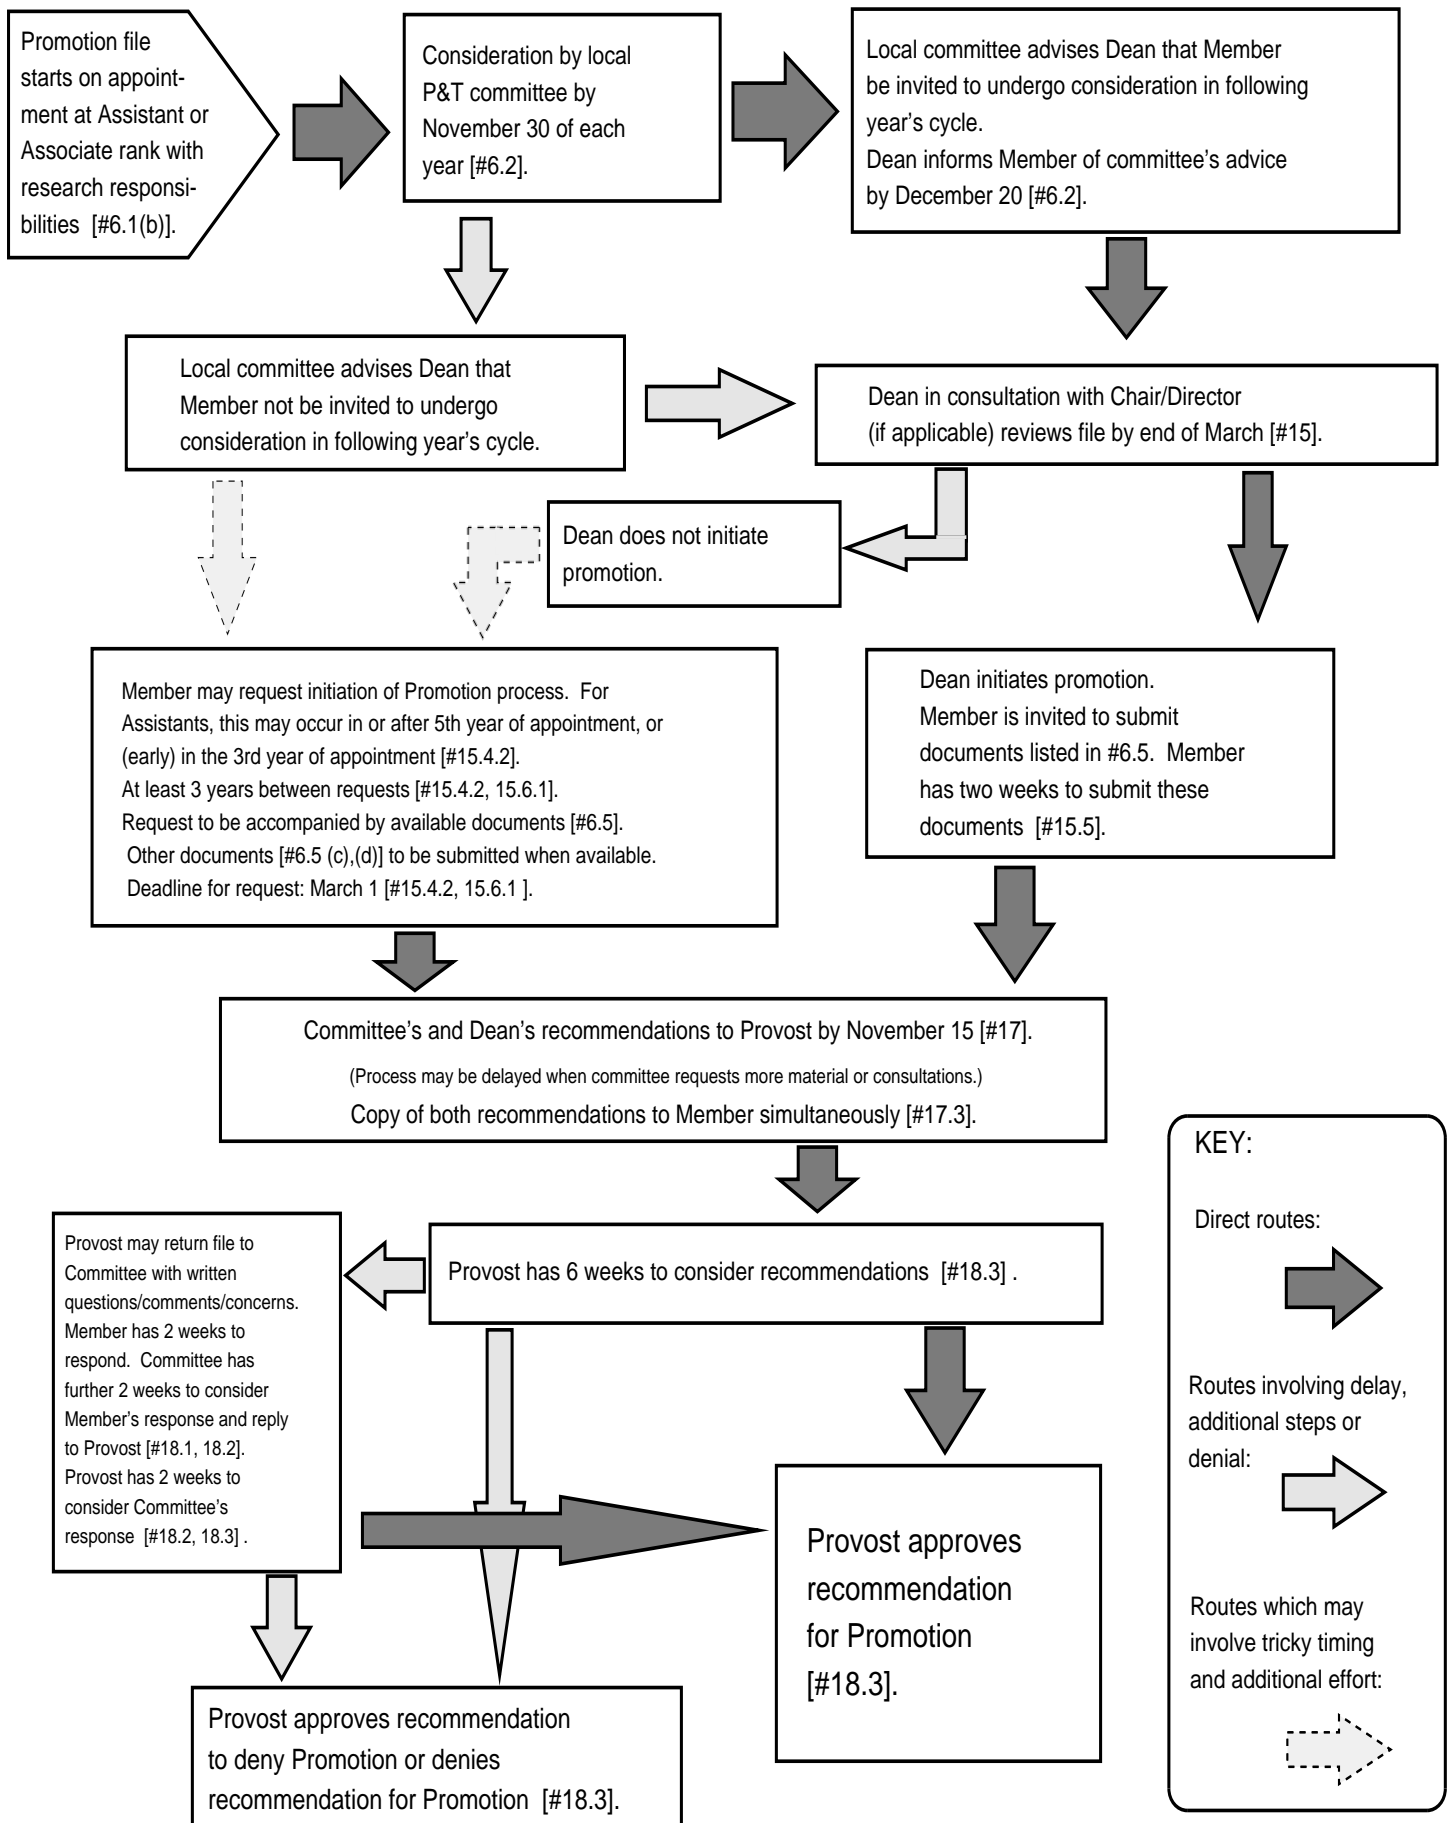 Promotion file
starts on appoint-
ment at Assistant or
Associate rank with
research responsi-
bilities [#6.1(b)].
Consideration by local
P&T committee by
November 30 of each
year [#6.2].
Local committee advises Dean that Member
be invited to undergo consideration in following
year's cycle.
Dean informs Member of committee's advice
by December 20 [#6.2].
Local committee advises Dean that
Member not be invited to undergo
consideration in following year's cycle.
Dean in consultation with Chair/Director
(if applicable) reviews file by end of March [#15].
Dean does not initiate
promotion.
Member may request initiation of Promotion process. For
Assistants, this may occur in or after 5th year of appointment, or
(early) in the 3rd year of appointment [#15.4.2].
At least 3 years between requests [#15.4.2, 15.6.1].
Request to be accompanied by available documents [#6.5].
Other documents [#6.5 (c),(d)] to be submitted when available.
Deadline for request: March 1 [#15.4.2, 15.6.1 ].
Dean initiates promotion.
Member is invited to submit
documents listed in #6.5. Member
has two weeks to submit these
documents [#15.5].
Committee's and Dean's recommendations to Provost by November 15 [#17].
(Process may be delayed when committee requests more material or consultations.)
Copy of both recommendations to Member simultaneously [#17.3].
Provost has 6 weeks to consider recommendations [#18.3] .
Provost may return file to
Committee with written
questions/comments/concerns.
Member has 2 weeks to
respond. Committee has
further 2 weeks to consider
Member's response and reply
to Provost [#18.1, 18.2].
Provost has 2 weeks to
consider Committee's
response [#18.2, 18.3] .
Provost approves
recommendation
for Promotion
[#18.3].
Provost approves recommendation
to deny Promotion or denies
recommendation for Promotion [#18.3].
KEY:
Direct routes:
Routes involving delay,
additional steps or
denial:
Routes which may
involve tricky timing
and additional effort: